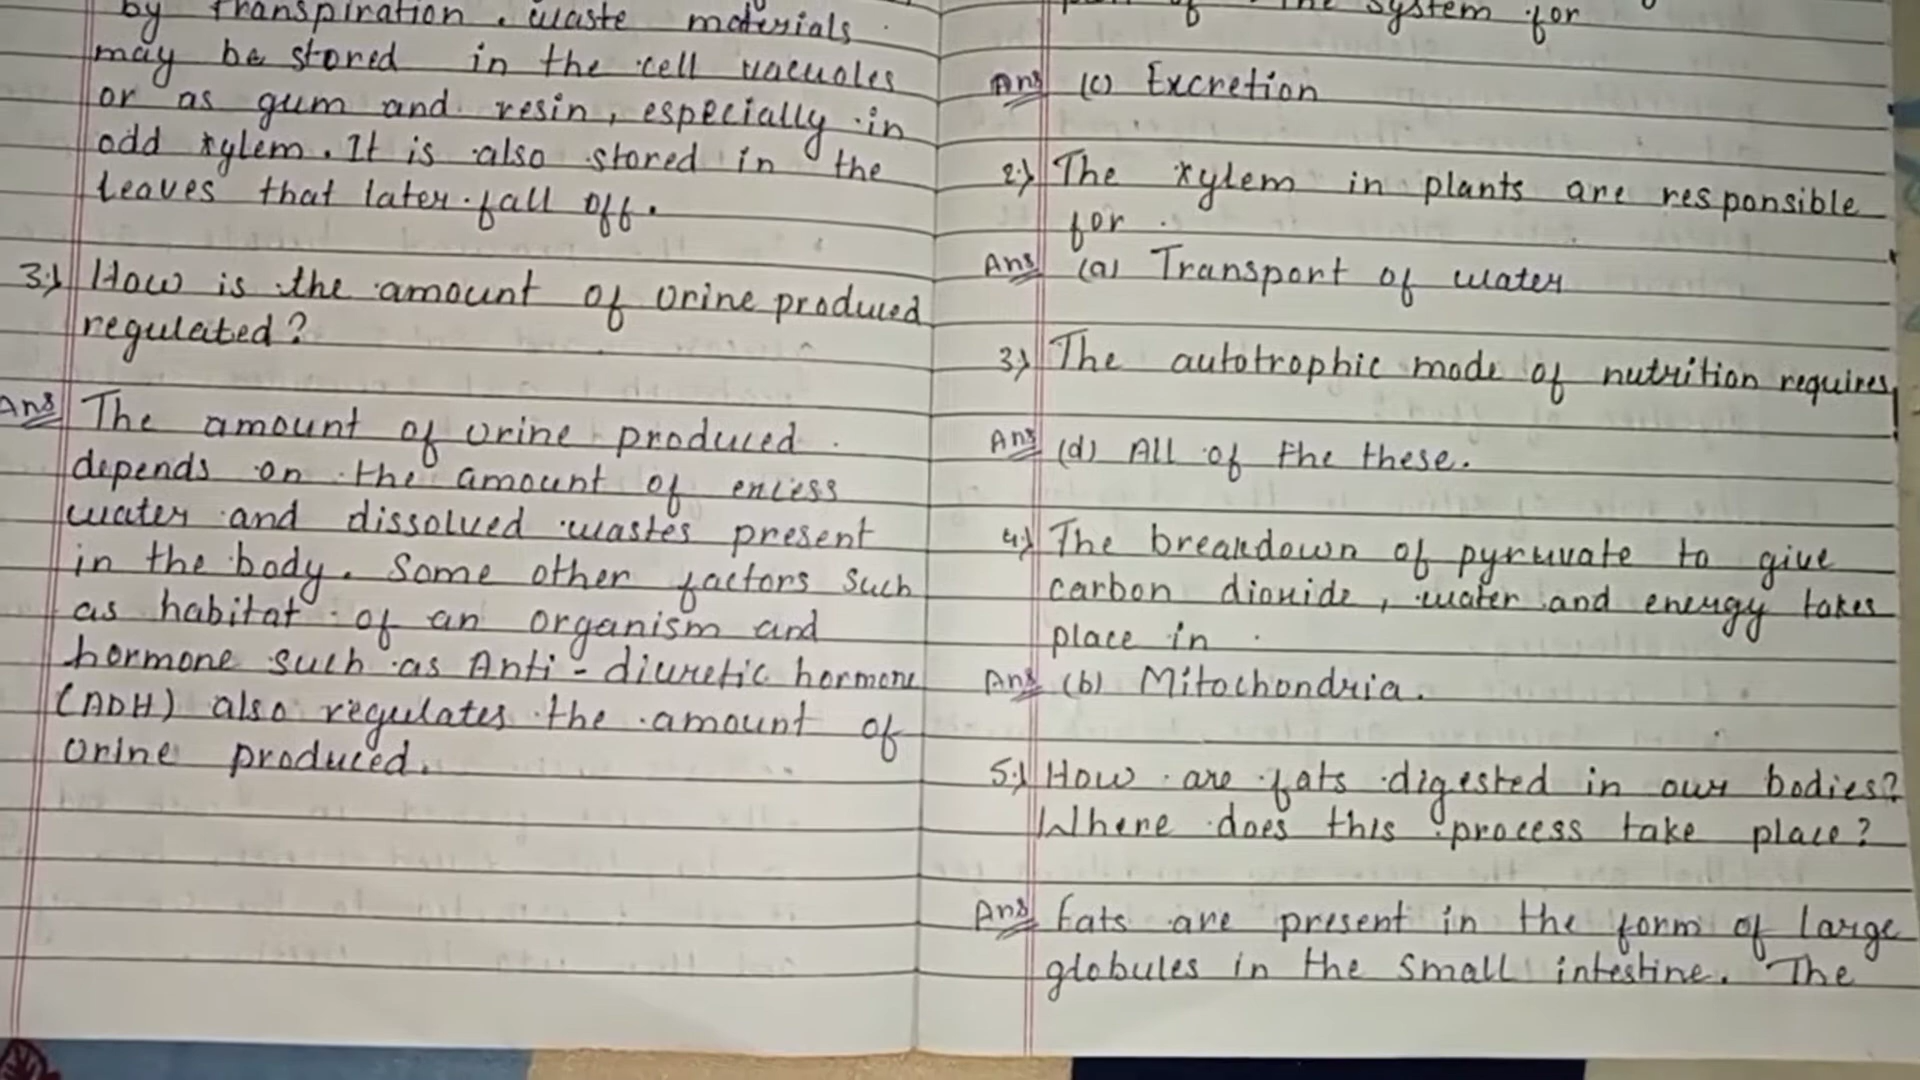 by transpiration. waste materials
may be stored in the cell vacuoles
or as gum and resin, especially in
odd xylem. It is also stored in the
leaves that later fall off.
3.) How is the amount of Urine produced
regulated?
Ans The amount of urine produced
depends on the amount of encess
water and dissolved wastes present
in the body. Some other factors such
as habitat of an organism and
hormone such as Anti-diuretic hormone
(ADH) also regulates the amount of
Urine produced.
of the system for
Ans (c) Excretion
2.) The xylem in plants are responsible
for
Ans (a) Transport of water
3.) The autotrophic mode of nutrition requires
Ans (d) All of the these.
4.) The breakdown of pyruvate to give
carbon dioxide, water and energy takes
place in
Ans (b) Mitochondria.
5.) How are fats digested in our bodies?
Where does this process take place?
Ans Fats are present in the form of large
globules in the small intestine. The